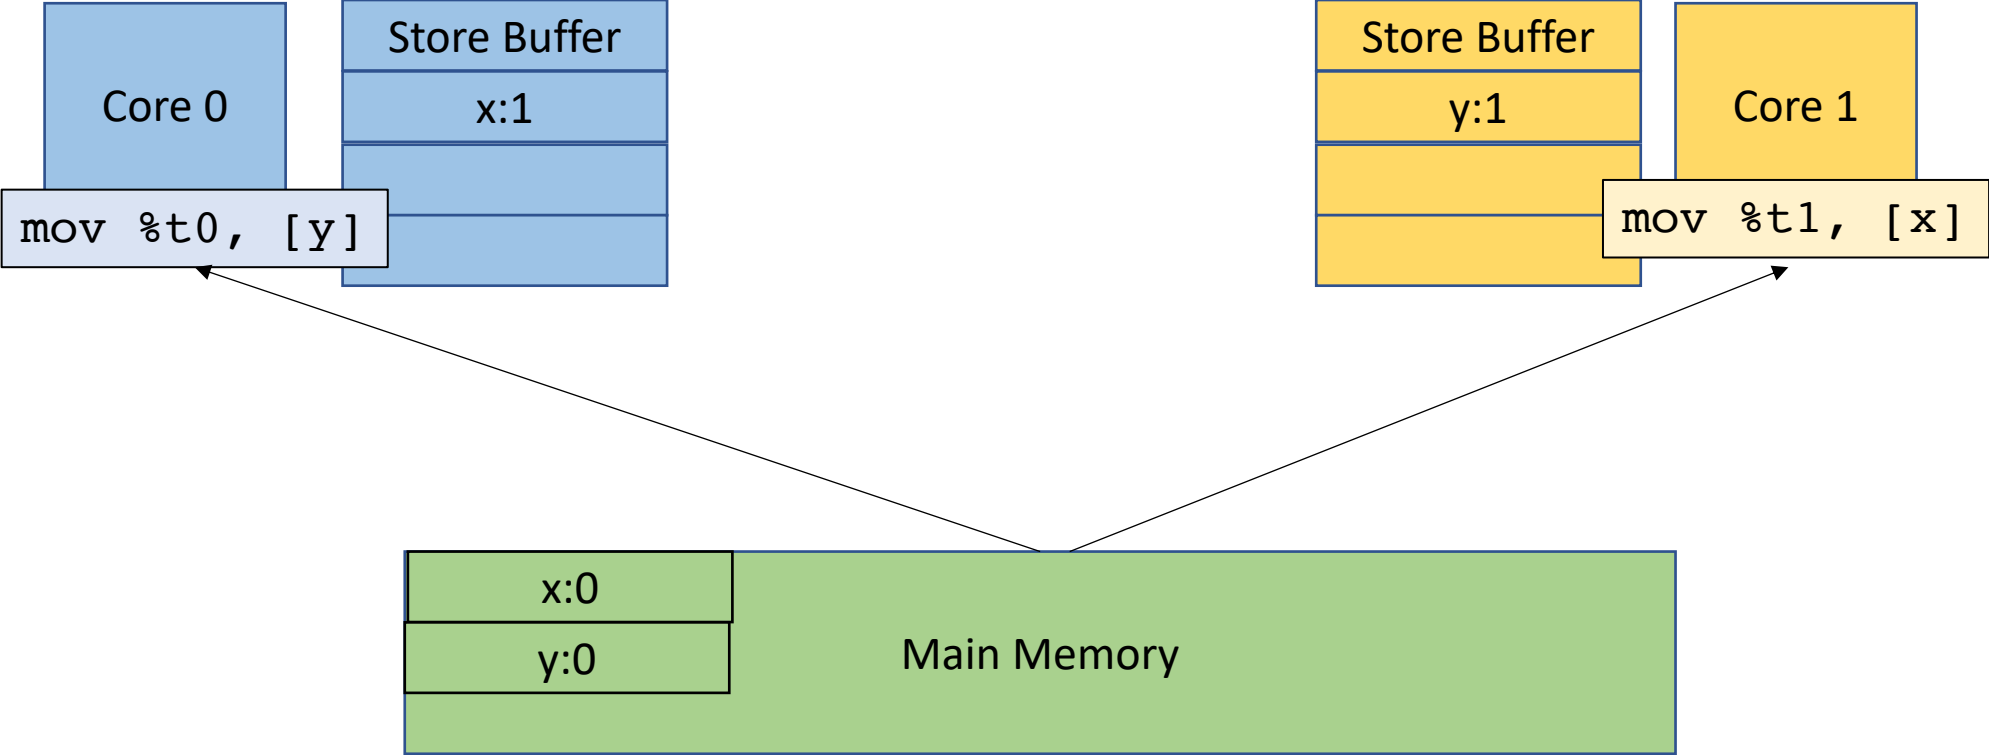 Core 0
Store Buffer
x:1
mov %t0, [y]
Store Buffer
y:1
Core 1
mov %t1, [x]
x:0
y:0
Main Memory